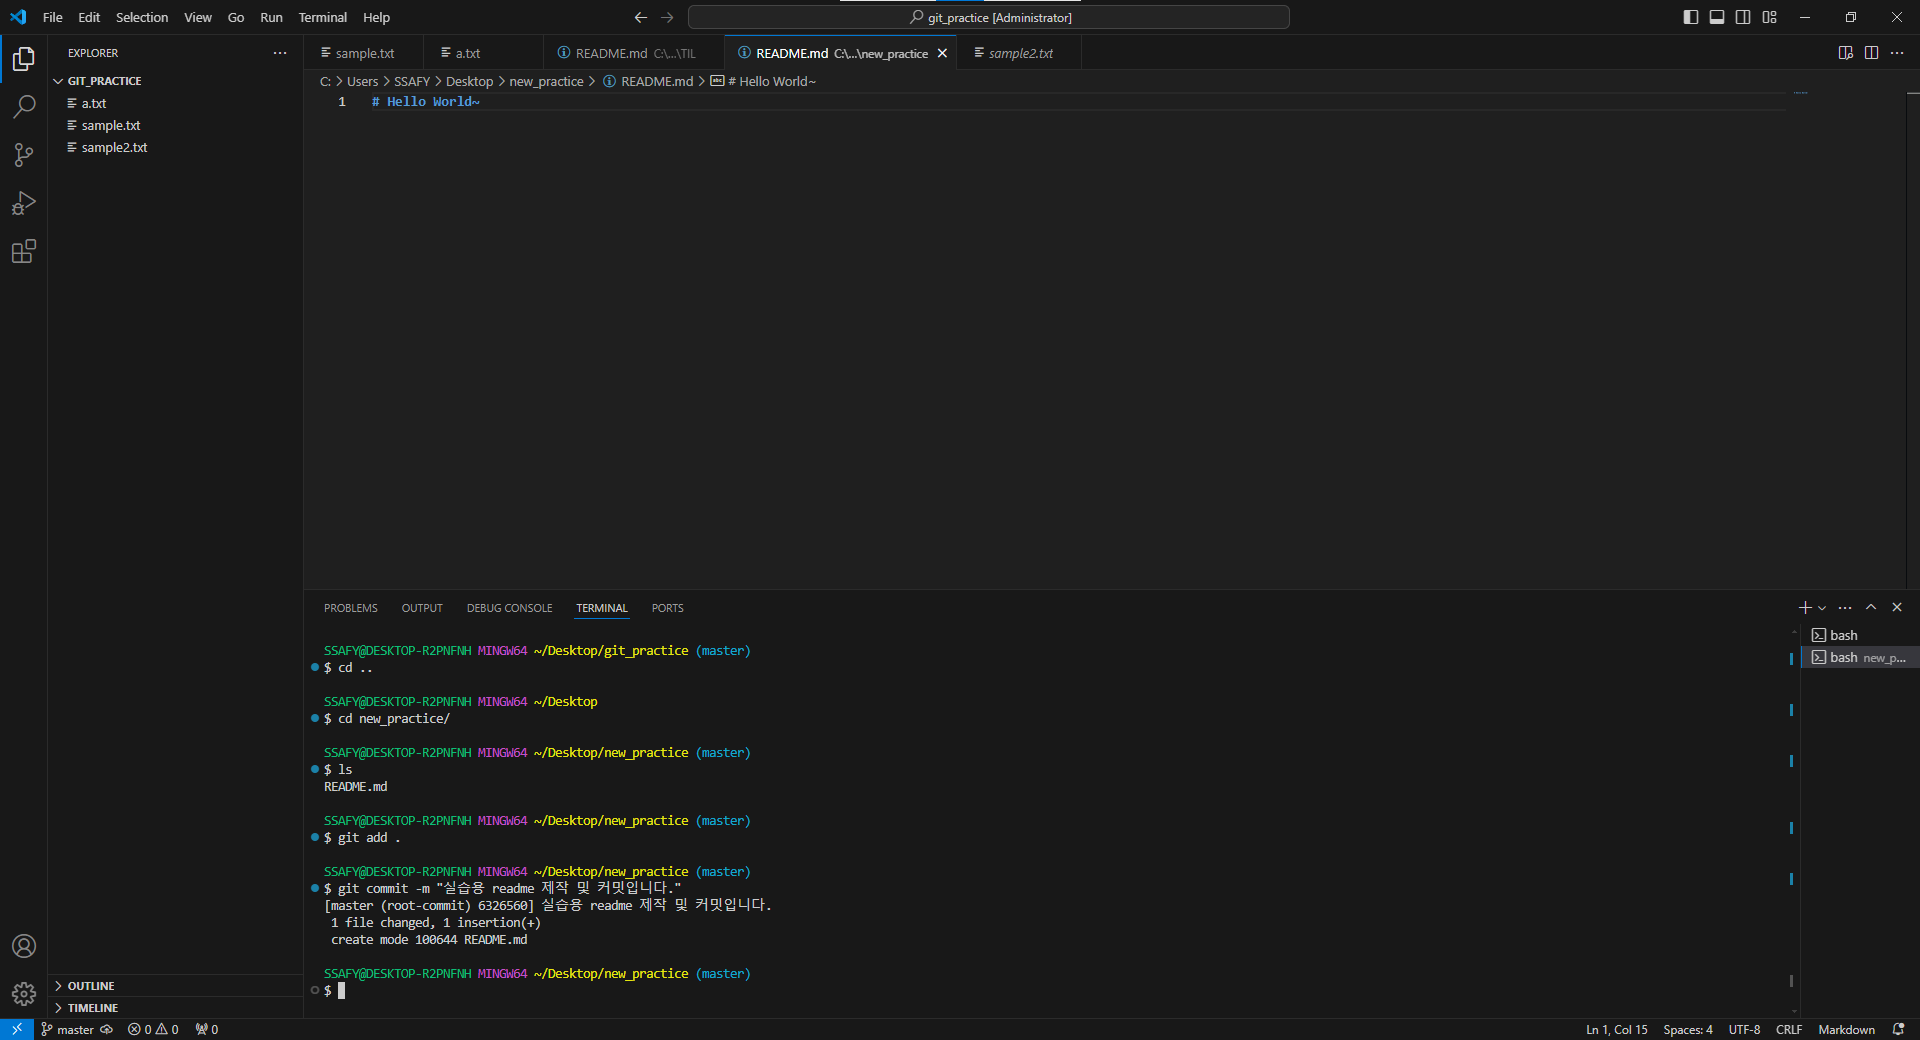 File Edit Selection View Go Run Terminal Help
git_practice [Administrator]
EXPLORER
GIT_PRACTICE
a.txt
sample.txt
sample2.txt
OUTLINE
TIMELINE
sample.txt
a.txt
README.md C:\...\TIL
README.md C:\...\new_practice
sample2.txt
C: > Users > SSAFY > Desktop > new_practice > README.md > # Hello World~
1 # Hello World~
PROBLEMS OUTPUT DEBUG CONSOLE TERMINAL PORTS
SSAFY@DESKTOP-R2PNFNH MINGW64 ~/Desktop/git_practice (master)
$ cd ..
SSAFY@DESKTOP-R2PNFNH MINGW64 ~/Desktop
$ cd new_practice/
SSAFY@DESKTOP-R2PNFNH MINGW64 ~/Desktop/new_practice (master)
$ ls
README.md
SSAFY@DESKTOP-R2PNFNH MINGW64 ~/Desktop/new_practice (master)
$ git add .
SSAFY@DESKTOP-R2PNFNH MINGW64 ~/Desktop/new_practice (master)
$ git commit -m "실습용 readme 제작 및 커밋입니다."
[master (root-commit) 6326560] 실습용 readme 제작 및 커밋입니다.
1 file changed, 1 insertion(+)
create mode 100644 README.md
SSAFY@DESKTOP-R2PNFNH MINGW64 ~/Desktop/new_practice (master)
$
bash
bash new_p...
master 0 0 0
Ln 1, Col 15 Spaces: 4 UTF-8 CRLF Markdown